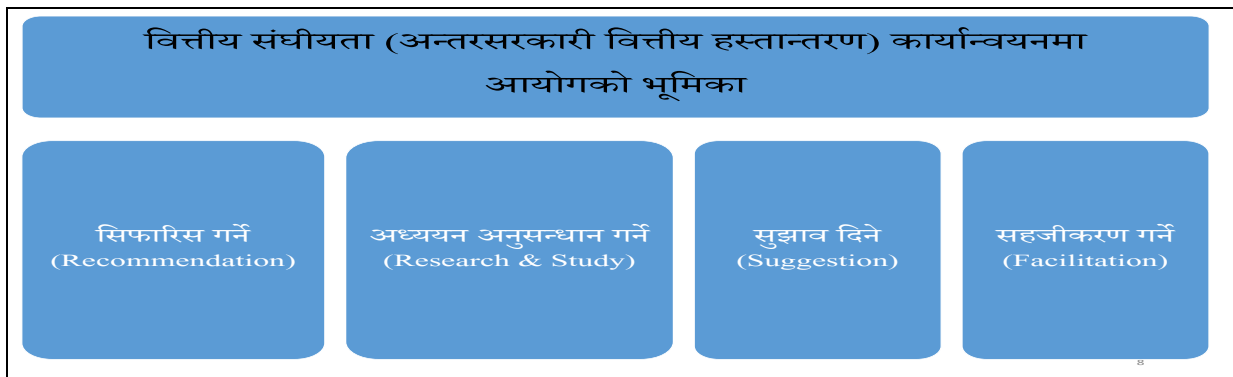 वित्तीय संघीयता (अन्तरसरकारी वित्तीय हस्तान्तरण) कार्यान्वयनमा
आयोगको भूमिका
सिफारिस गर्ने
(Recommendation)
अध्ययन अनुसन्धान गर्ने
(Research & Study)
सुझाव दिने
(Suggestion)
सहजीकरण गर्ने
(Facilitation)
8